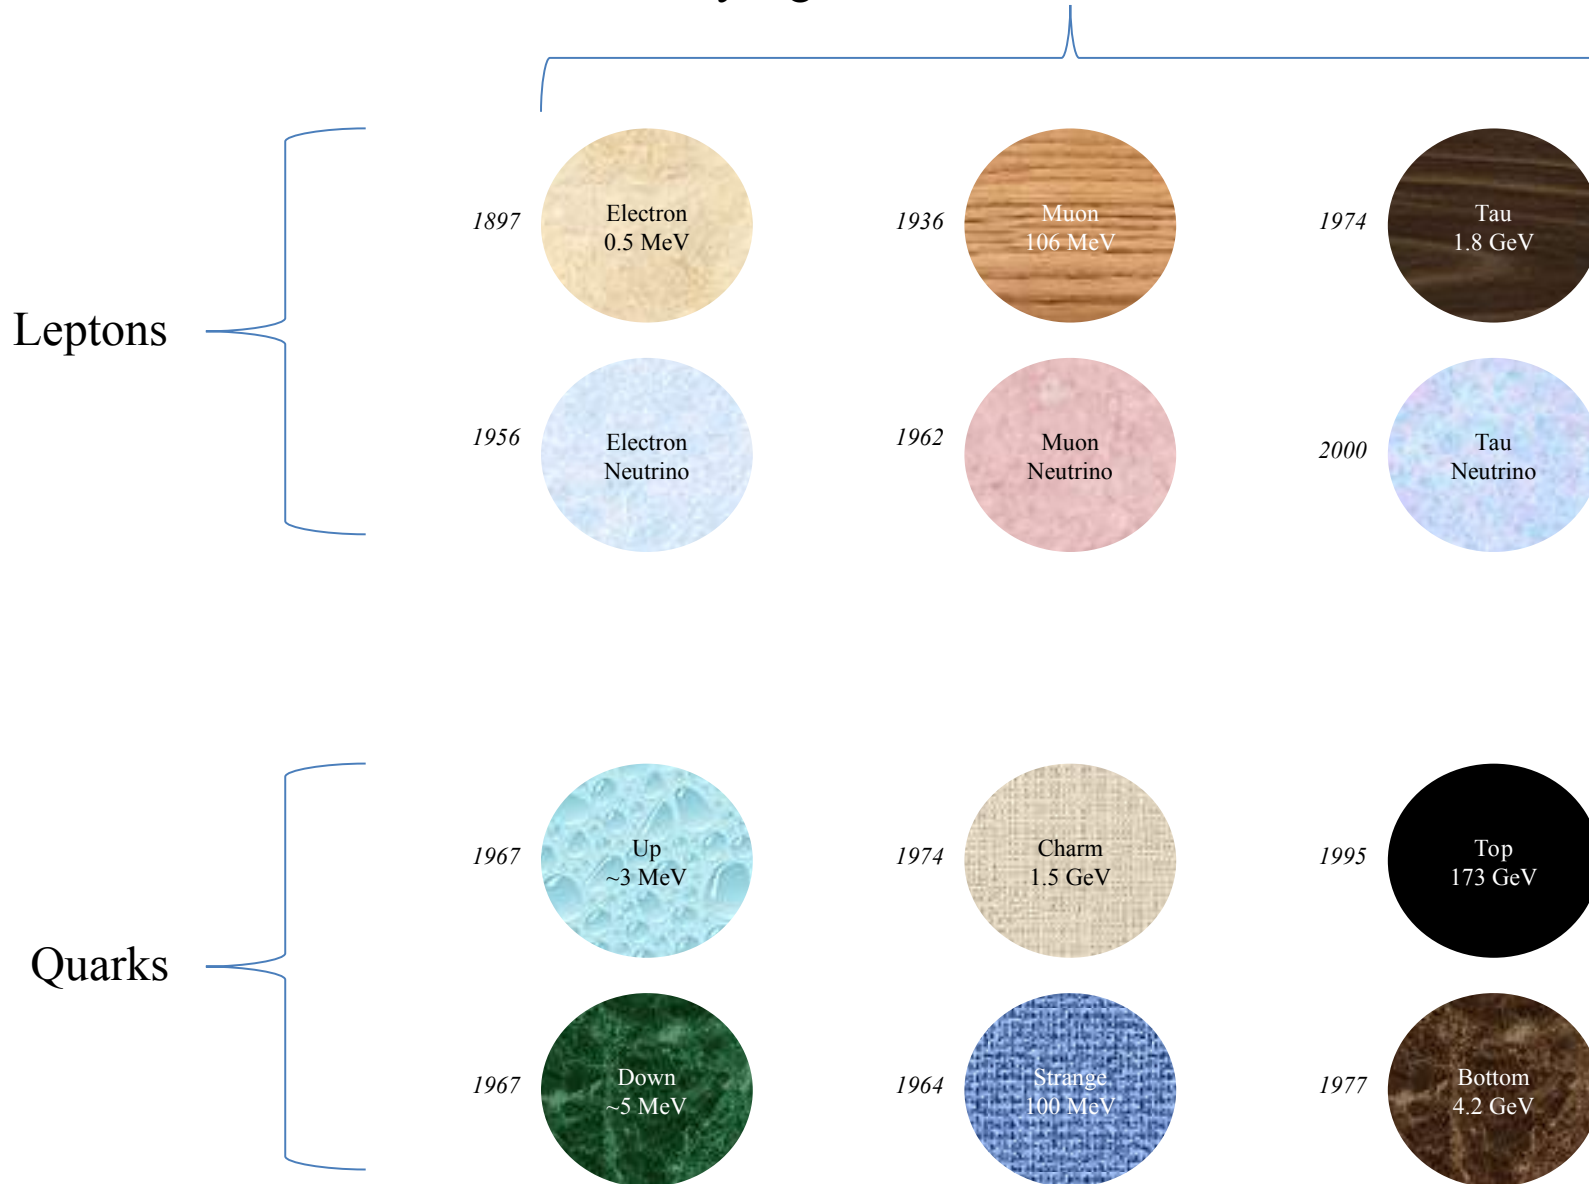 1897
Electron
0.5 MeV
1936
Muon
106 MeV
1974
Tau
1.8 GeV
Leptons
1956
Electron
Neutrino
1962
Muon
Neutrino
2000
Tau
Neutrino
1967
Up
~3 MeV
1974
Charm
1.5 GeV
1995
Top
173 GeV
Quarks
1967
Down
~5 MeV
1964
Strange
100 MeV
1977
Bottom
4.2 GeV